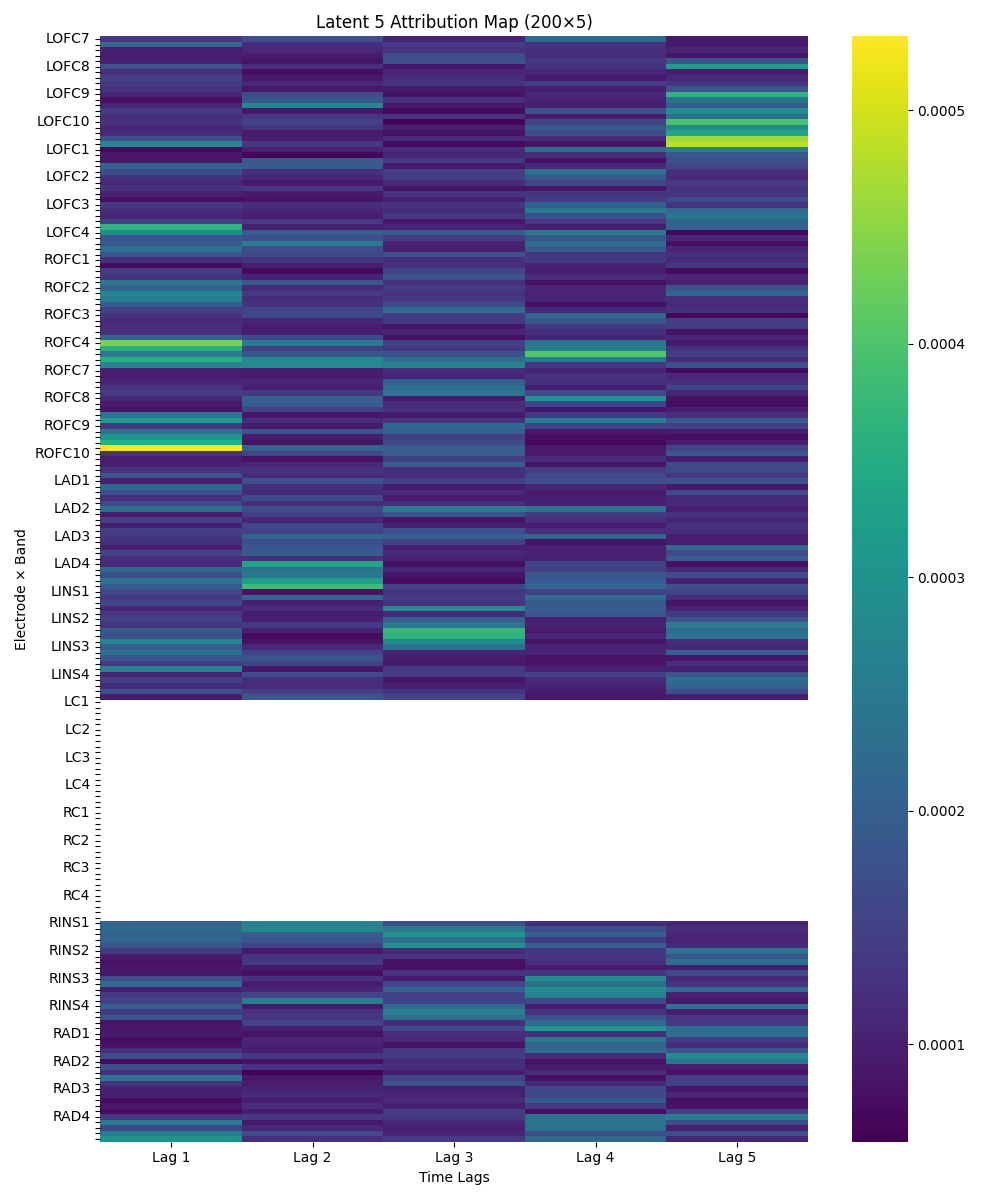 Latent 5 Attribution Map (200×5)
LOFC7
LOFC8
LOFC9
LOFC10
LOFC1
LOFC2
LOFC3
LOFC4
ROFC1
ROFC2
ROFC3
ROFC4
ROFC7
ROFC8
ROFC9
ROFC10
LAD1
LAD2
LAD3
LAD4
LINS1
LINS2
LINS3
LINS4
LC1
LC2
LC3
LC4
RC1
RC2
RC3
RC4
RINS1
RINS2
RINS3
RINS4
RAD1
RAD2
RAD3
RAD4
Electrode × Band
Lag 1 Lag 2 Lag 3 Lag 4 Lag 5
Time Lags
0.0005
0.0004
0.0003
0.0002
0.0001